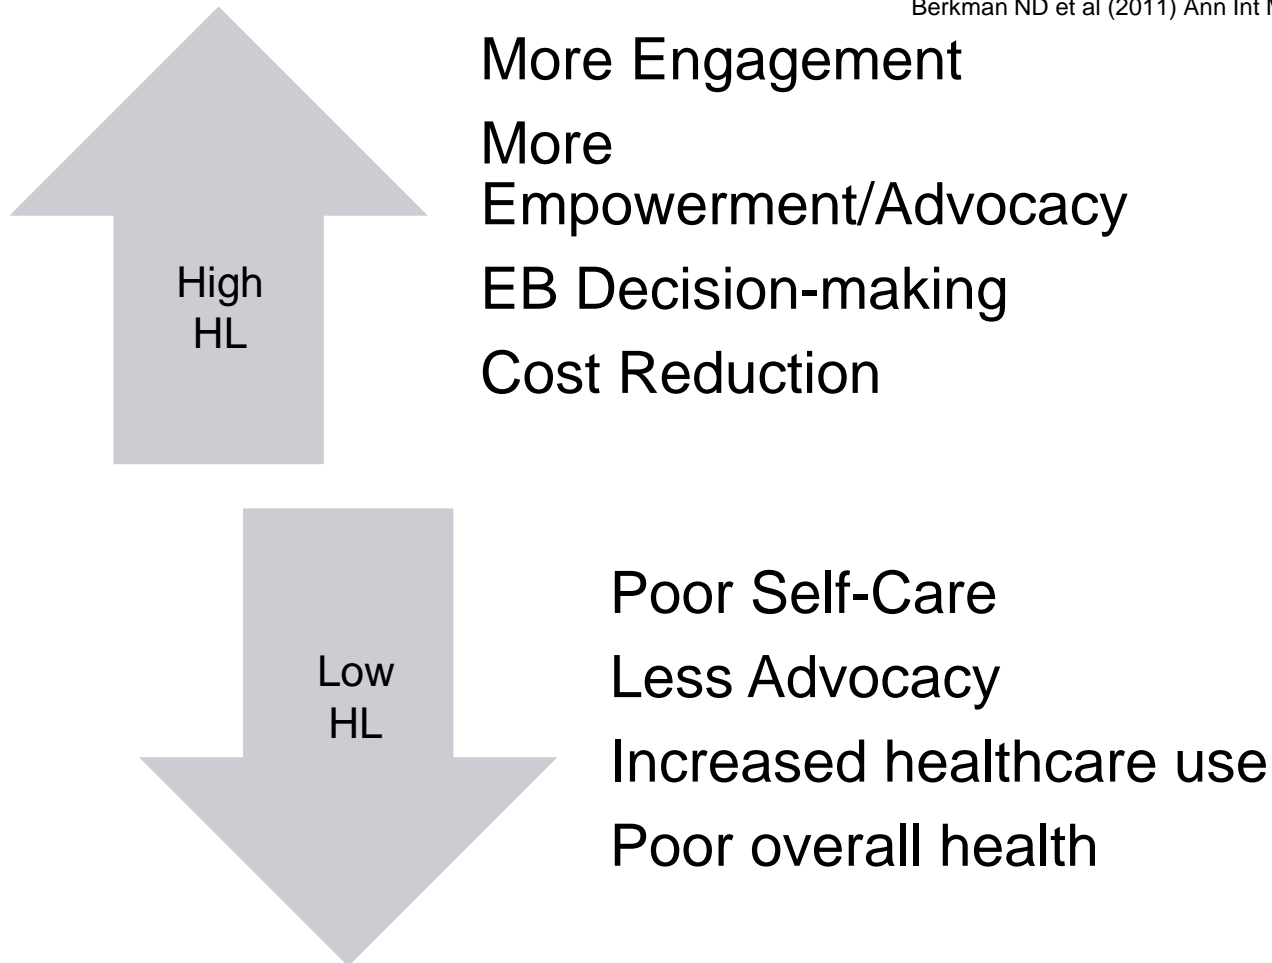 Berkman ND et al (2011) Ann Int
More Engagement
More
Empowerment/Advocacy
EB Decision-making
Cost Reduction
High
HL
Poor Self-Care
Less Advocacy
Increased healthcare use
Poor overall health
Low
HL